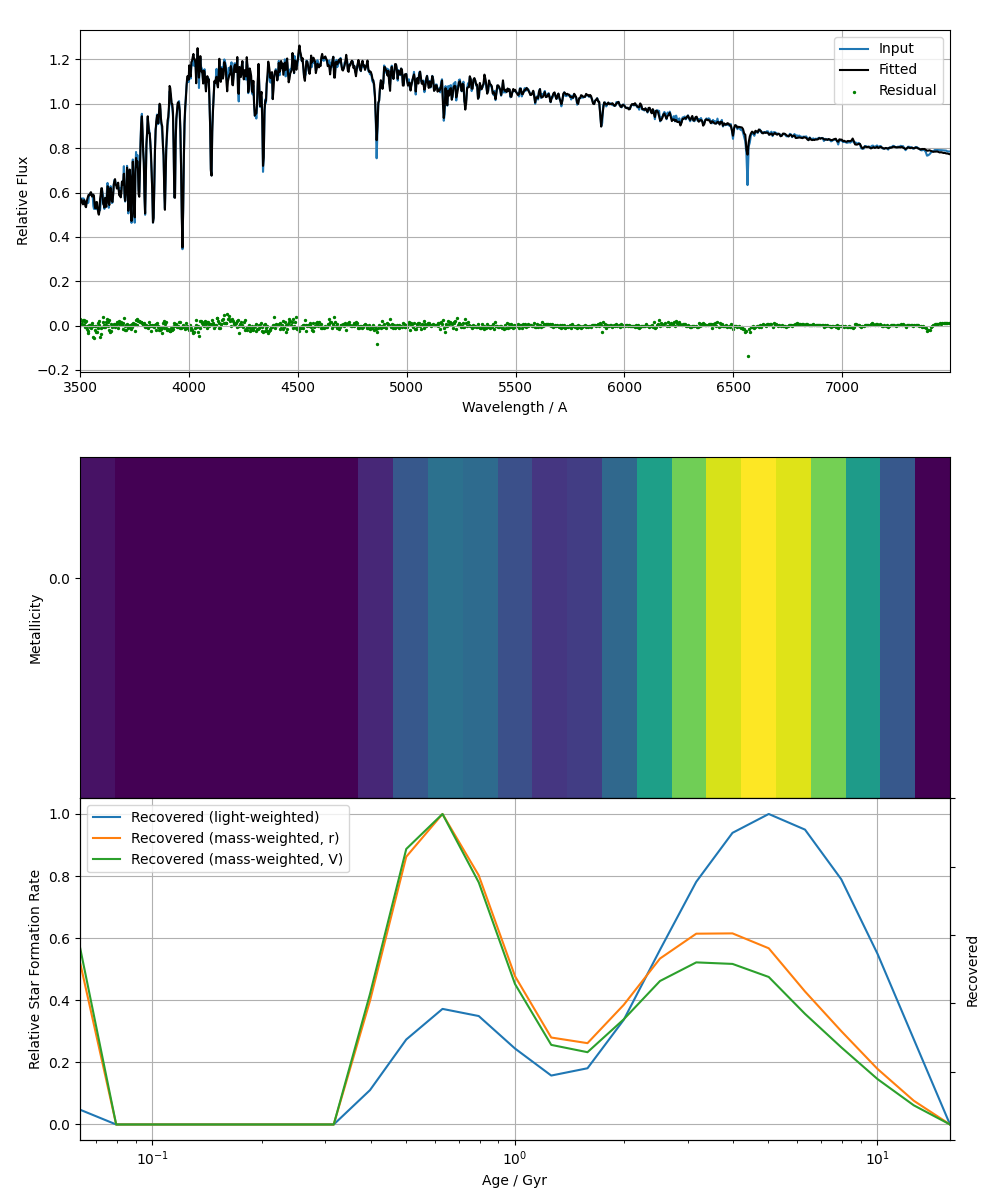 1.2
1.0
0.8
0.6
0.4
0.2
0.0
−0.2
Relative Flux
Input
Fitted
Residual
3500 4000 4500 5000 5500 6000 6500 7000
Wavelength / A
0.0
Metallicity
1.0
0.8
0.6
0.4
0.2
0.0
Relative Star Formation Rate
Recovered (light-weighted)
Recovered (mass-weighted, r)
Recovered (mass-weighted, V)
Recovered
10⁻¹ 10⁰ 10¹
Age / Gyr